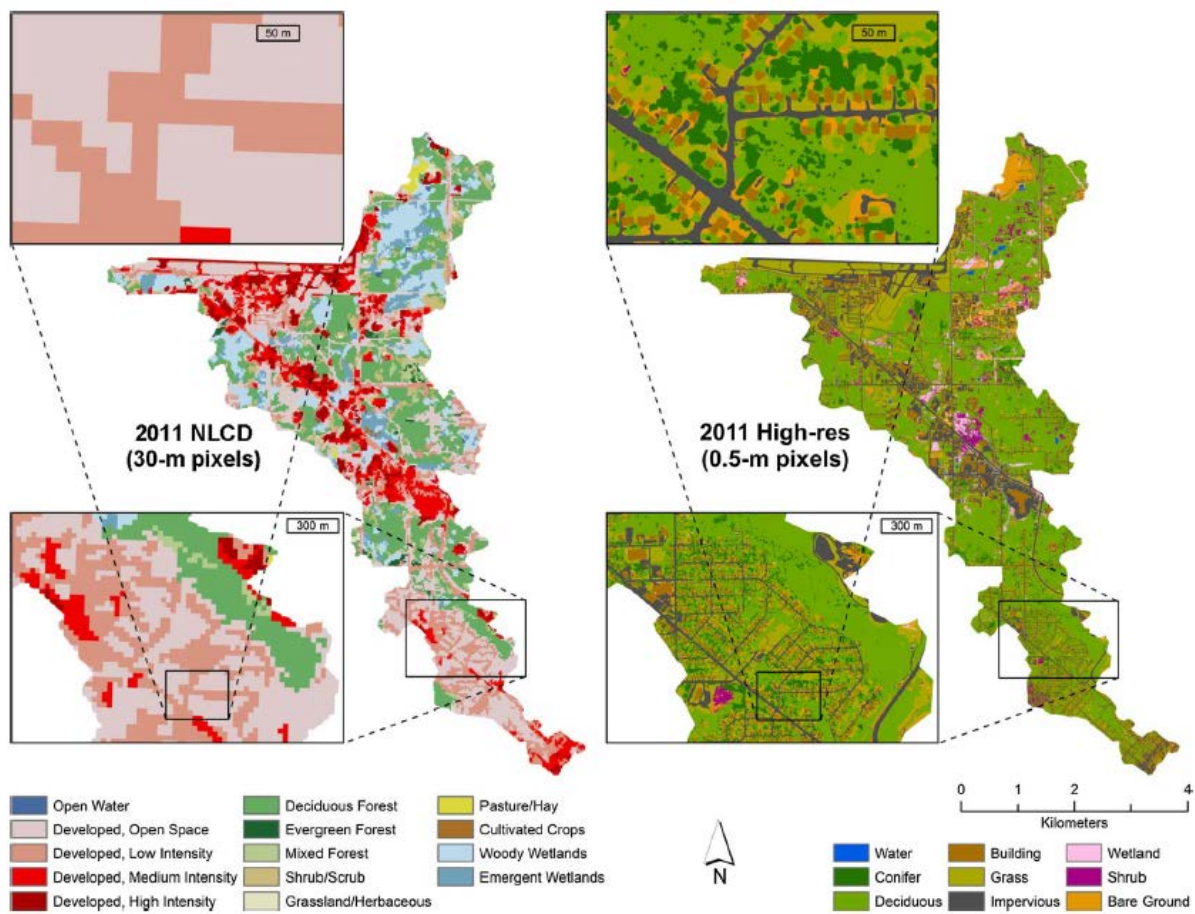 50 m
50 m
2011 NLCD
(30-m pixels)
2011 High-res
(0.5-m pixels)
300 m
300 m
Open Water
Developed, Open Space
Developed, Low Intensity
Developed, Medium Intensity
Developed, High Intensity
Deciduous Forest
Evergreen Forest
Mixed Forest
Shrub/Scrub
Grassland/Herbaceous
Pasture/Hay
Cultivated Crops
Woody Wetlands
Emergent Wetlands
N
0 1 2 4
Kilometers
Water
Conifer
Deciduous
Building
Grass
Impervious
Wetland
Shrub
Bare Ground